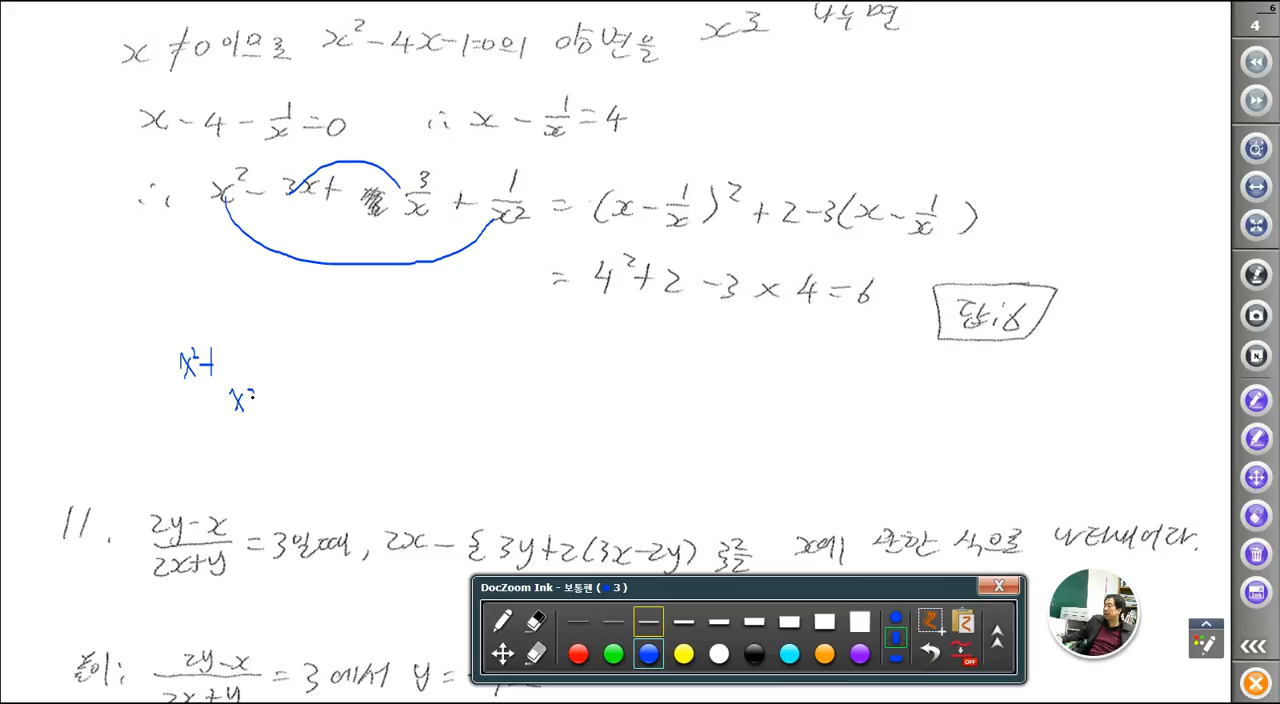 6
4
x로 나누면
x ≠ 0 이므로 x² - 4x - 1 = 0의 양변을
x - 4 - 1/x = 0 ∴ x - 1/x = 4
∴ x² - 3x + 3/x + 1/x² = (x - 1/x)² + 2 - 3(x - 1/x)
= 4² + 2 - 3 × 4 = 6
답 : 6
x² +
x²
11. (2y - x)/(2x + y) = 3일때, 2x - {3y + 2(3x - 2y) 를 x에 관한 식으로 나타내어라.
DocZoom Ink - 보통펜 ( 3 )
X
OFF
N
Ink
풀이: (2y - x)/(2x + y) = 3 에서 y =